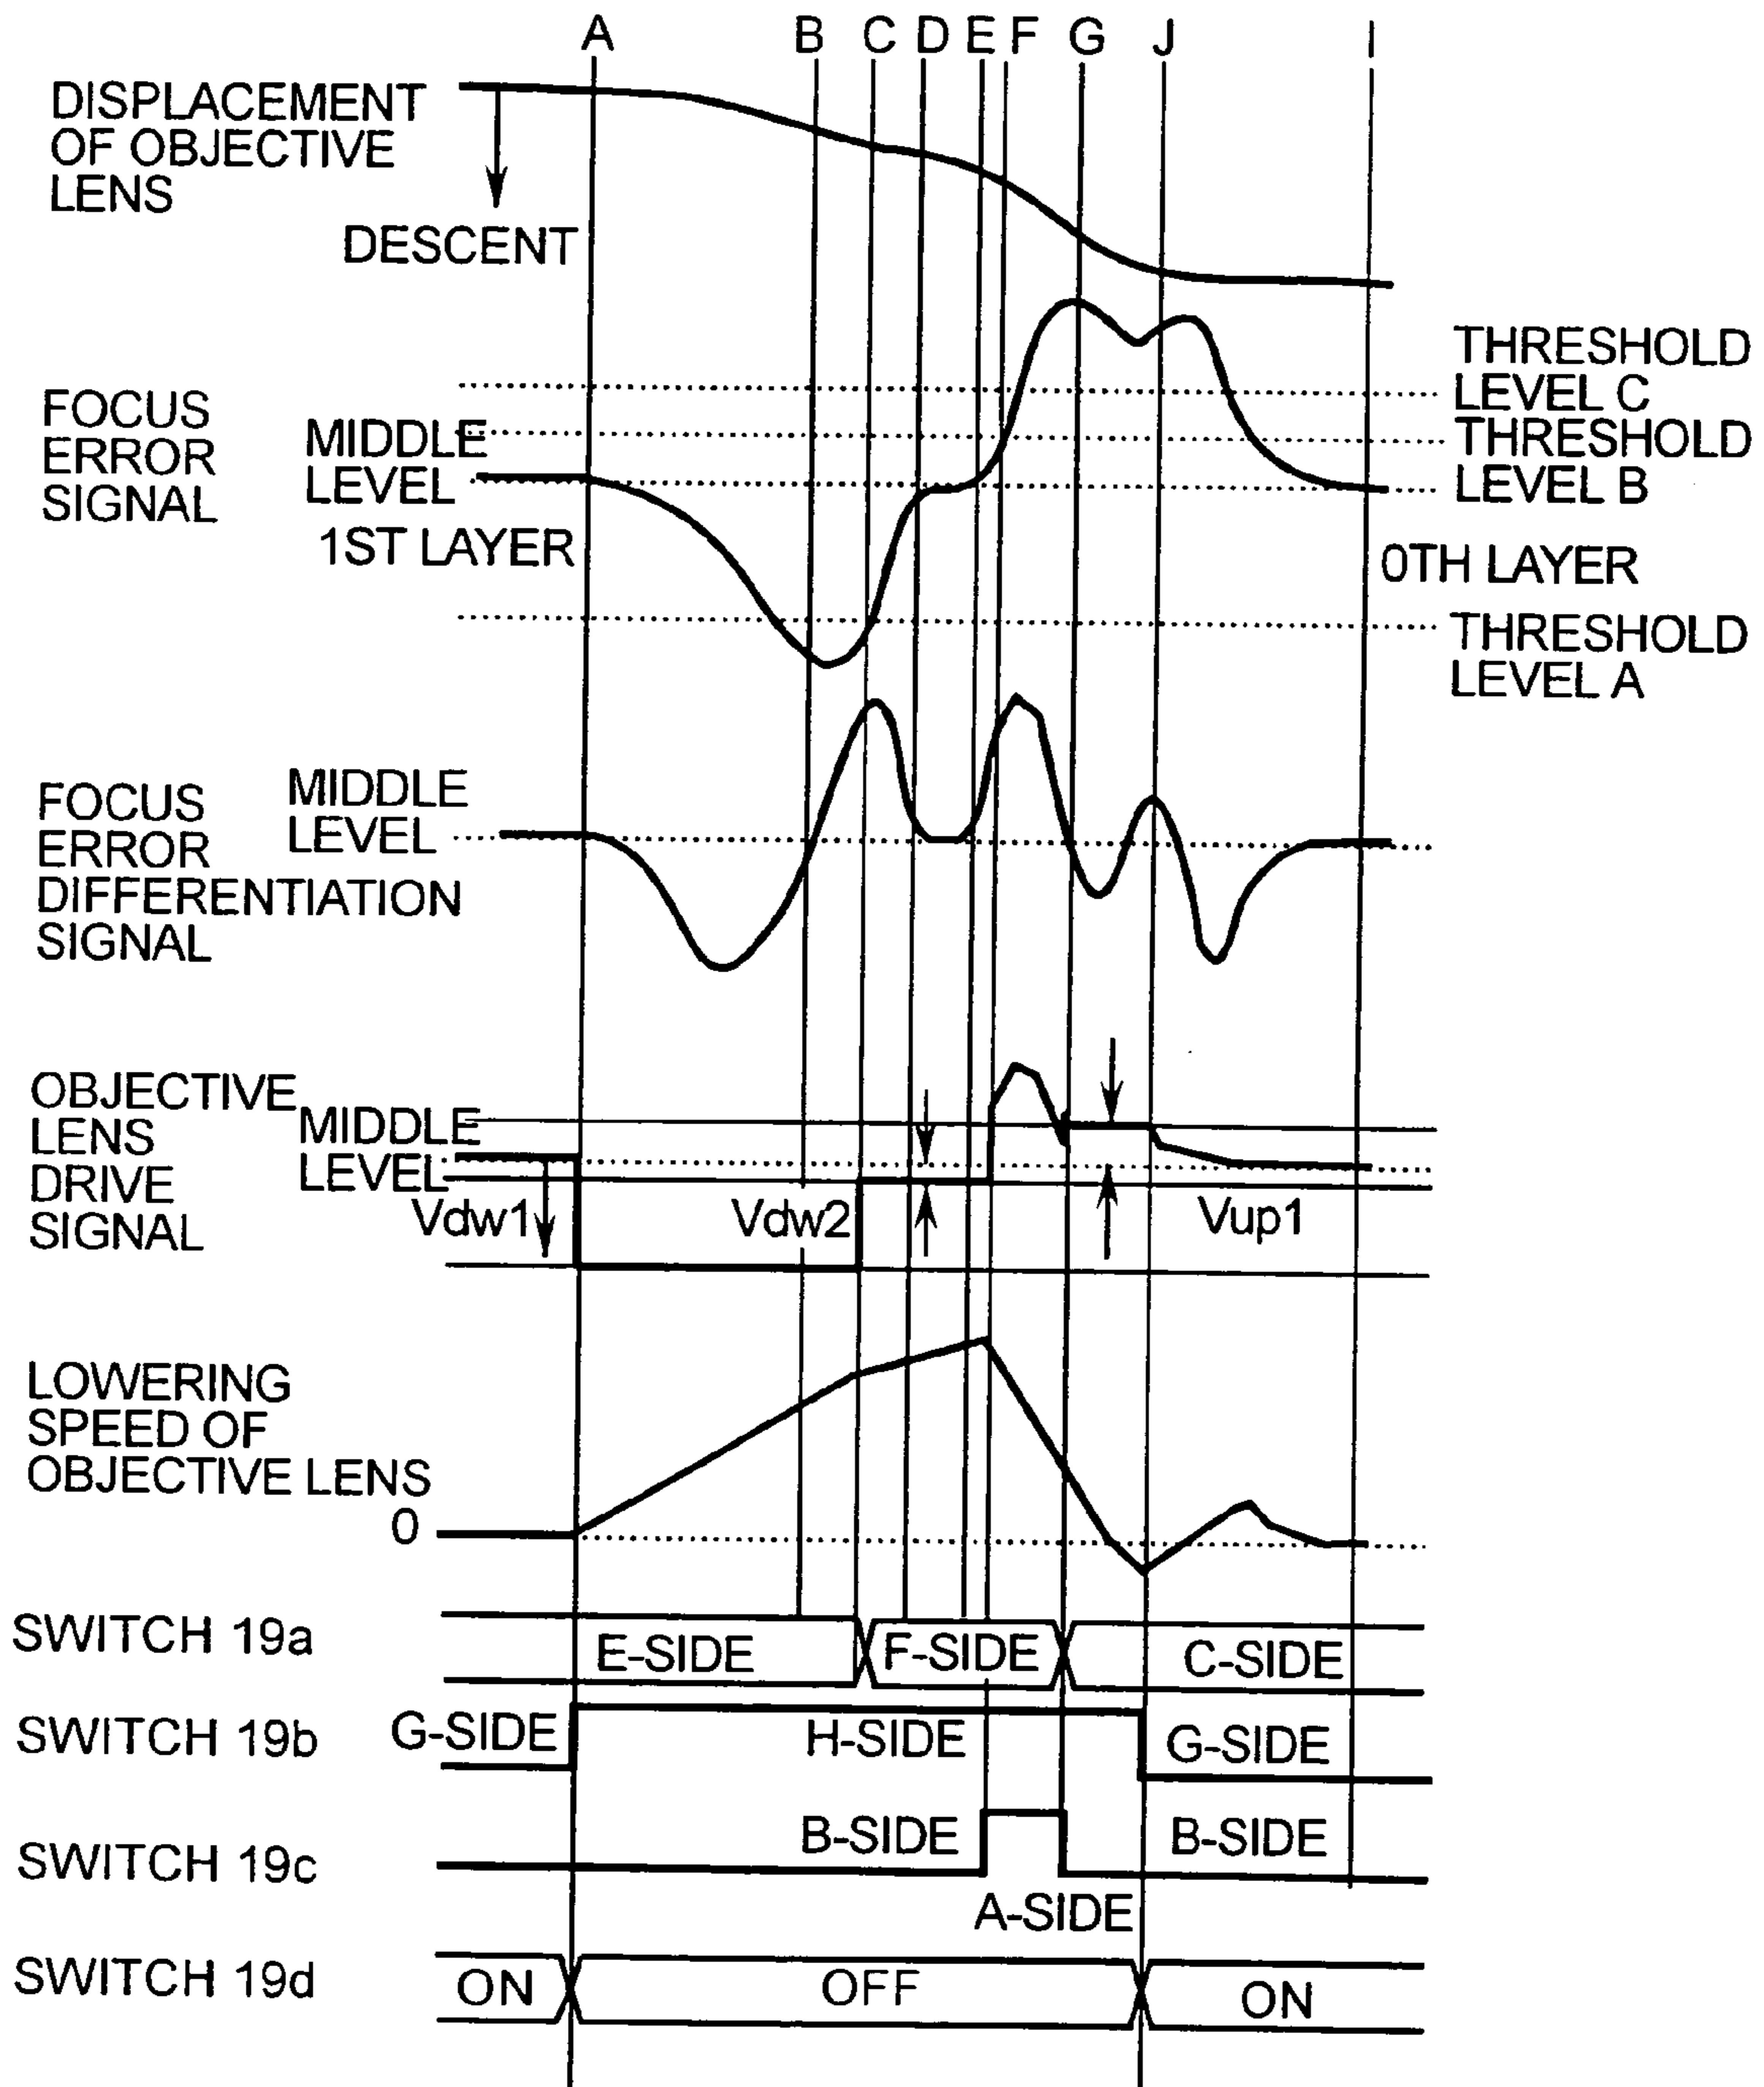 A B C D E F G J I
DISPLACEMENT
OF OBJECTIVE
LENS
DESCENT
THRESHOLD
LEVEL C
THRESHOLD
LEVEL B
FOCUS
ERROR
SIGNAL
MIDDLE
LEVEL
1ST LAYER
0TH LAYER
THRESHOLD
LEVEL A
FOCUS
ERROR
DIFFERENTIATION
SIGNAL
MIDDLE
LEVEL
OBJECTIVE
LENS
DRIVE
SIGNAL
MIDDLE
LEVEL
Vdw1
Vdw2
Vup1
LOWERING
SPEED OF
OBJECTIVE LENS
0
SWITCH 19a
E-SIDE
F-SIDE
C-SIDE
SWITCH 19b
G-SIDE
H-SIDE
G-SIDE
SWITCH 19c
B-SIDE
B-SIDE
A-SIDE
SWITCH 19d
ON
OFF
ON